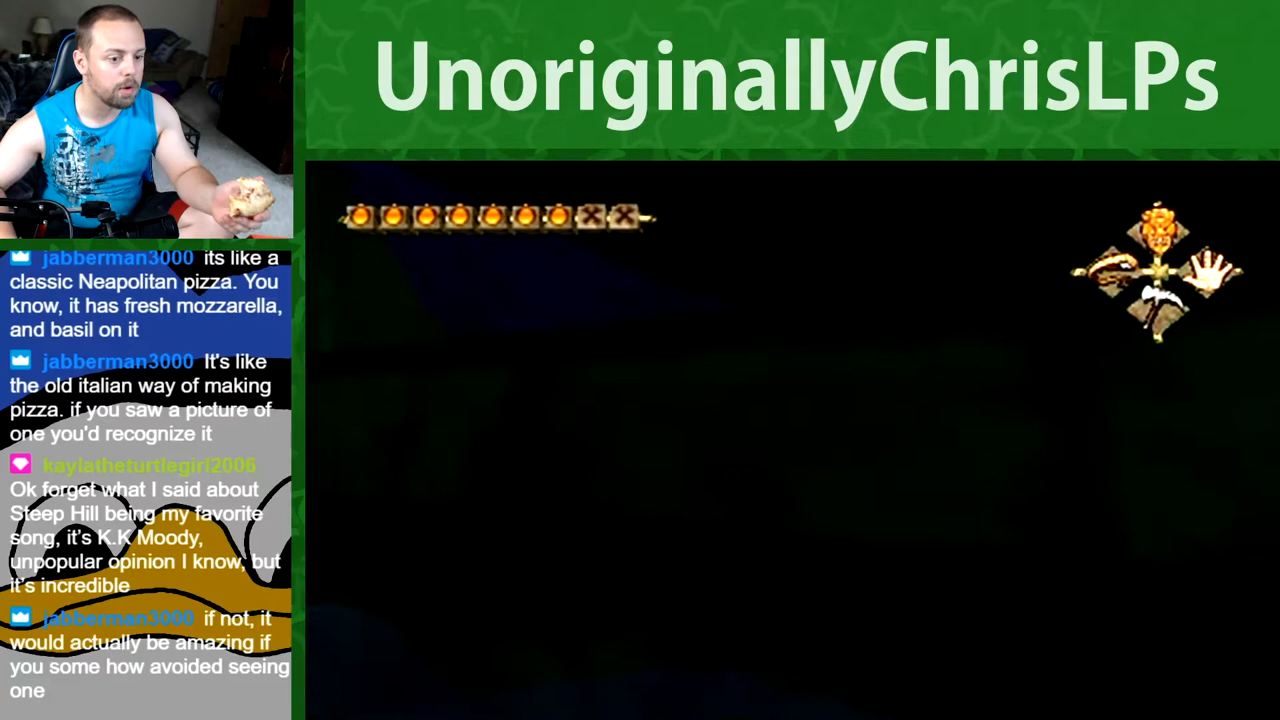 UnoriginallyChrisLPs
jabberman3000 its like a
classic Neapolitan pizza. You
know, it has fresh mozzarella,
and basil on it
jabberman3000 It's like
the old italian way of making
pizza. if you saw a picture of
one you'd recognize it
kaylatheturtlegirl2006
Ok forget what I said about
Steep Hill being my favorite
song, it's K.K Moody,
unpopular opinion I know, but
it's incredible
jabberman3000 if not, it
would actually be amazing if
you some how avoided seeing
one